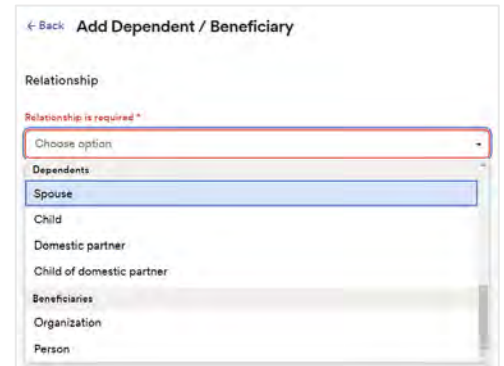 ← Back Add Dependent / Beneficiary
Relationship
Relationship is required *
Choose option
Dependents
Spouse
Child
Domestic partner
Child of domestic partner
Beneficiaries
Organization
Person